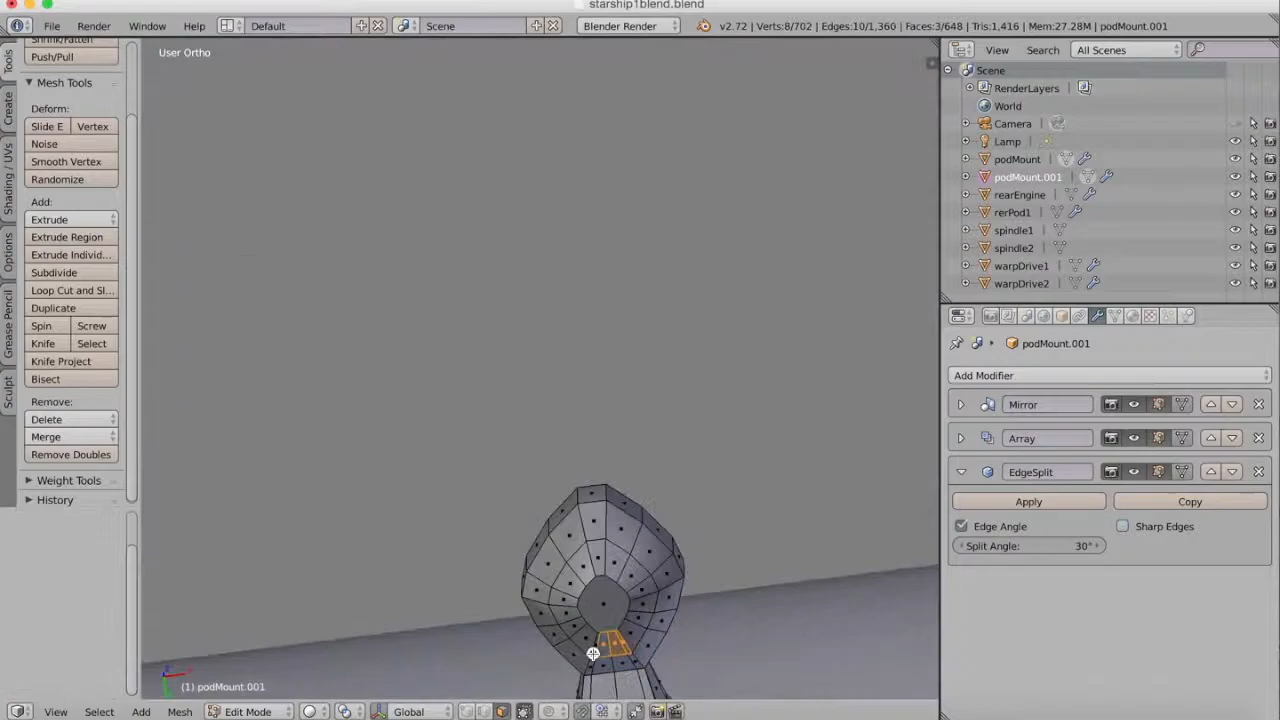 starship1blend.blend
File Edit Window Help Default Scene Blender Render v2.72 | Verts:8/702 | Edges:10/1,360 | Faces:3/648 | Tris:1,416 | Mem:27.28M | podMount.001
Shrink/Fatten
Push/Pull
Mesh Tools
Deform:
Slide E Vertex
Noise
Smooth Vertex
Randomize
Add:
Extrude
Extrude Region
Extrude Individ...
Subdivide
Loop Cut and Sl...
Duplicate
Spin Screw
Knife Select
Knife Project
Bisect
Remove:
Delete
Merge
Remove Doubles
Weight Tools
History
Tools
Create
Shading / UVs
Options
Grease Pencil
Sculpt
User Ortho
(1) podMount.001
View Select Add Mesh Edit Mode Global
View Search All Scenes
Scene
RenderLayers
World
Camera
Lamp
podMount
podMount.001
rearEngine
rerPod1
spindle1
spindle2
warpDrive1
warpDrive2
podMount.001
Add Modifier
Mirror
Array
EdgeSplit
Apply Copy
Edge Angle Sharp Edges
Split Angle: 30°